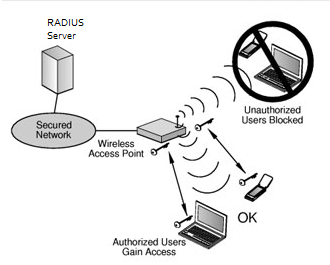 RADIUS
Server
Secured
Network
Wireless
Access Point
Unauthorized
Users Blocked
OK
Authorized Users
Gain Access